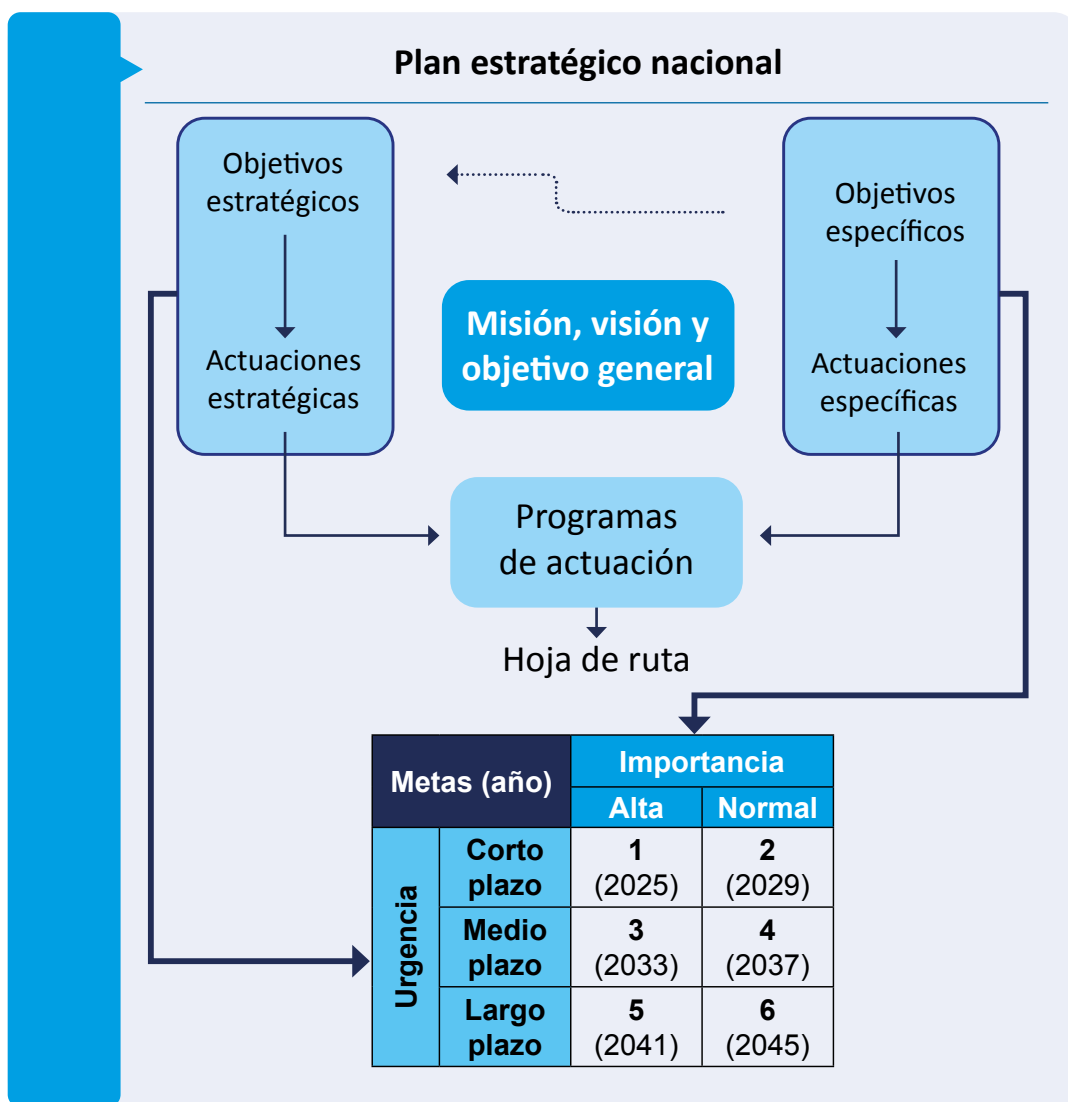 Plan estratégico nacional
Objetivos
estratégicos
Actuaciones
estratégicas
Objetivos
específicos
Actuaciones
específicas
Misión, visión y
objetivo general
Programas
de actuación
Hoja de ruta
Metas (año)
Importancia
Alta
Normal
Urgencia
Corto
plazo
1
(2025)
2
(2029)
Medio
plazo
3
(2033)
4
(2037)
Largo
plazo
5
(2041)
6
(2045)